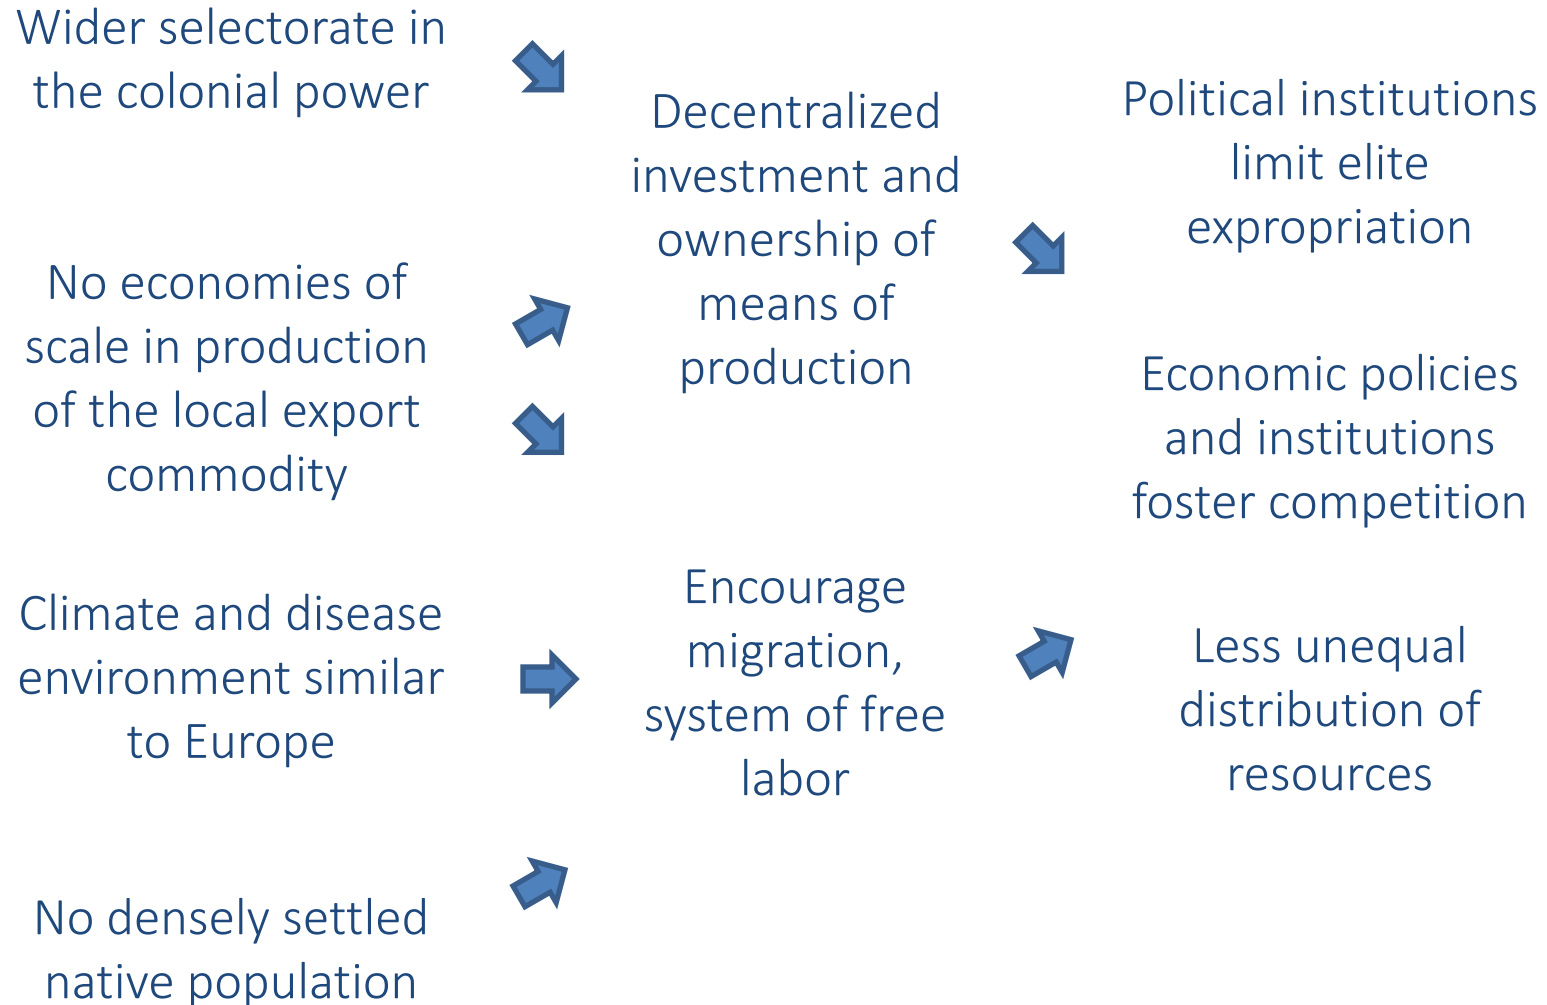 Wider selectorate in
the colonial power
No economies of
scale in production
of the local export
commodity
Climate and disease
environment similar
to Europe
No densely settled
native population
Decentralized
investment and
ownership of
means of
production
Encourage
migration,
system of free
labor
Political institutions
limit elite
expropriation
Economic policies
and institutions
foster competition
Less unequal
distribution of
resources